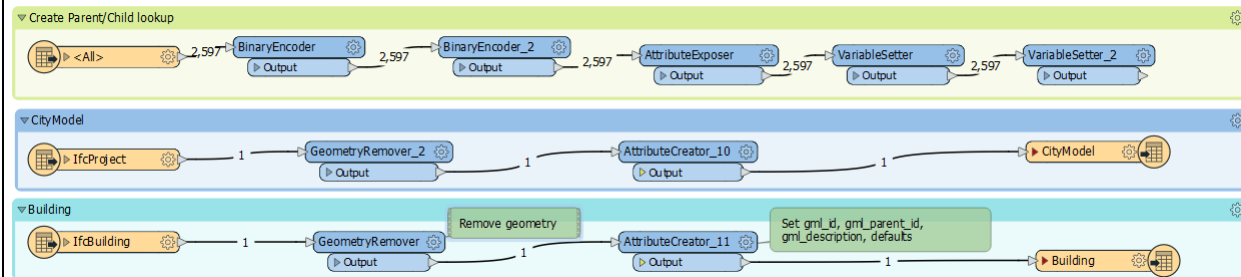 Create Parent/Child lookup
<All>
2,597
BinaryEncoder
Output
2,597
BinaryEncoder_2
Output
2,597
AttributeExposer
Output
2,597
VariableSetter
Output
2,597
VariableSetter_2
Output
CityModel
IfcProject
1
GeometryRemover_2
Output
1
AttributeCreator_10
Output
1
CityModel
Building
IfcBuilding
1
GeometryRemover
Output
Remove geometry
1
AttributeCreator_11
Output
Set gml_id, gml_parent_id,
gml_description, defaults
1
Building